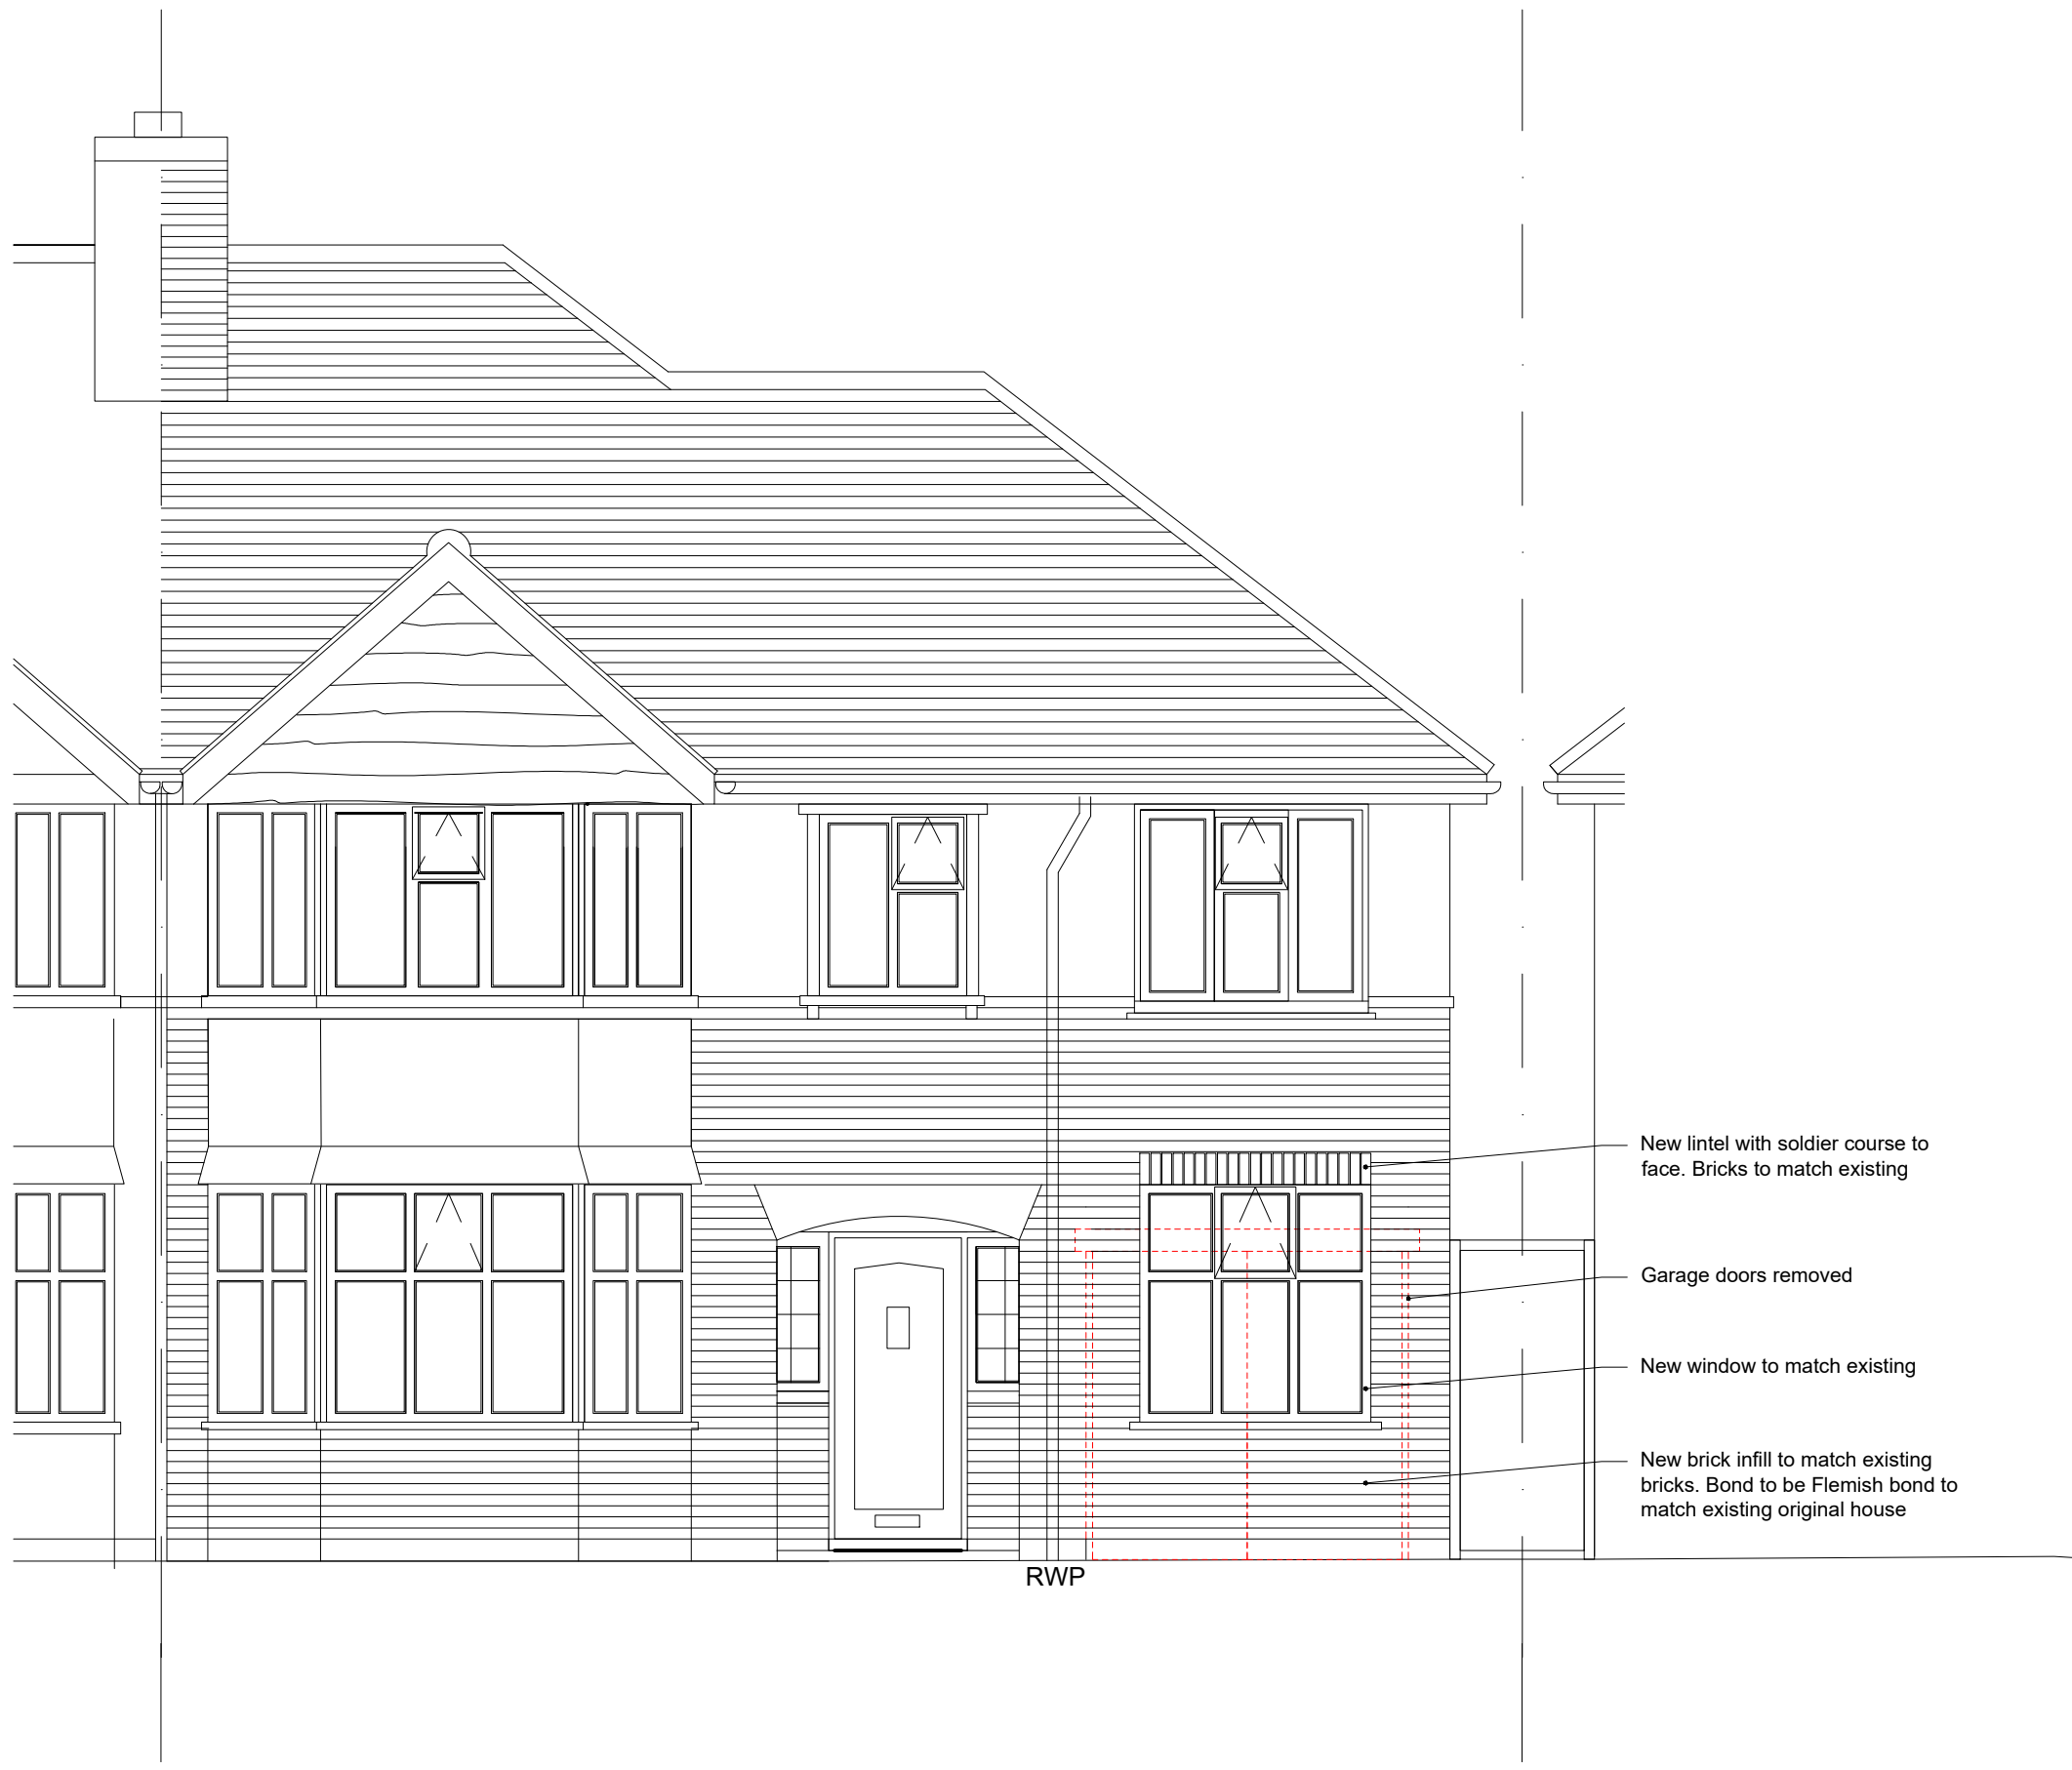 New lintel with soldier course to
face. Bricks to match existing
Garage doors removed
New window to match existing
New brick infill to match existing
bricks. Bond to be Flemish bond to
match existing original house
RWP